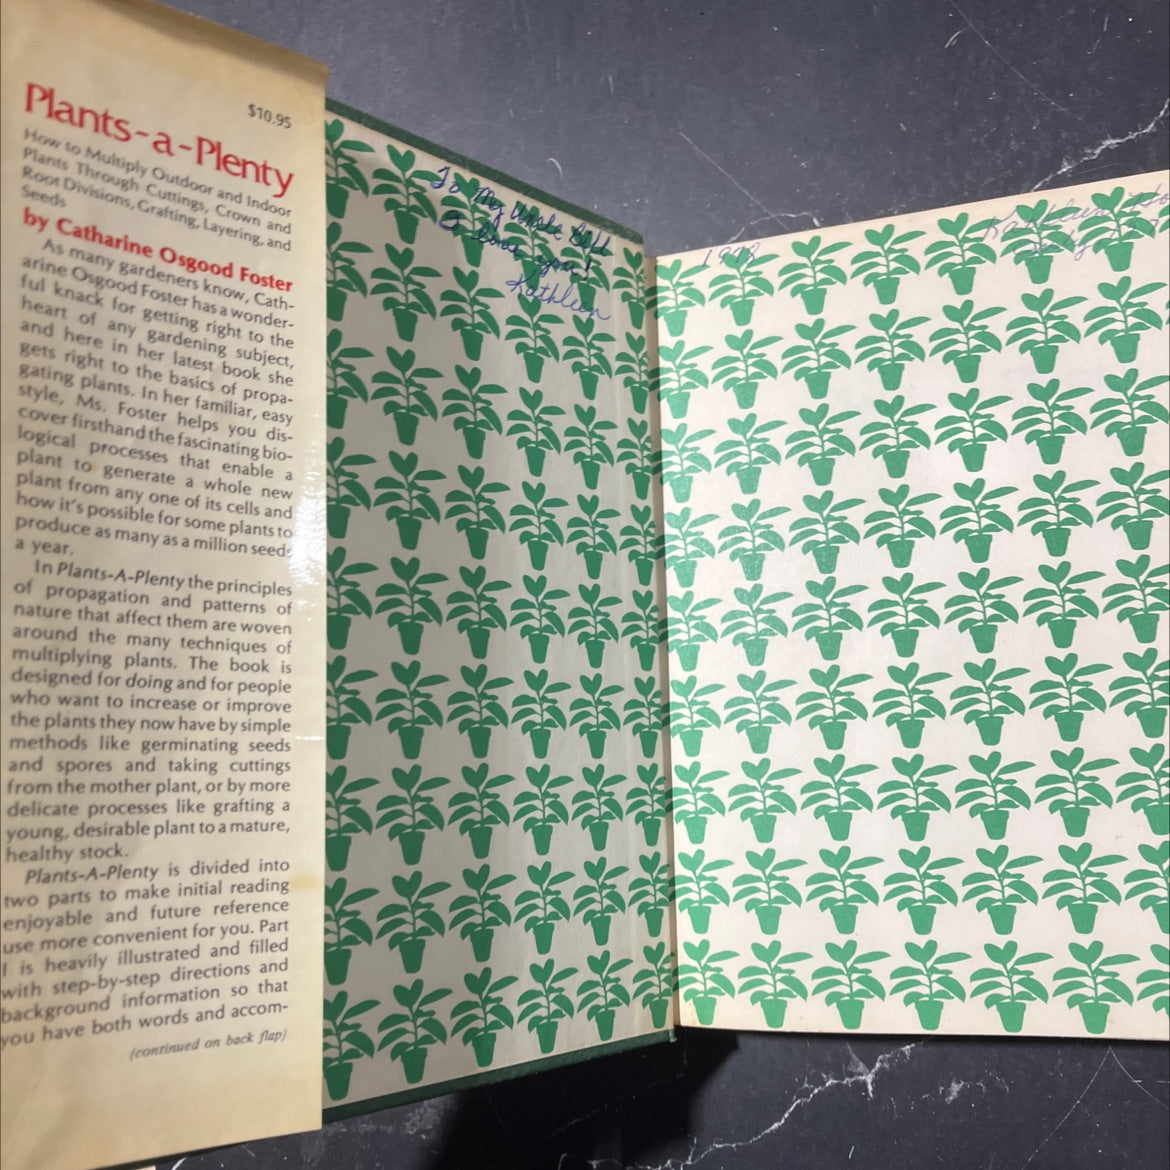 $10.95
Plants-a-Plenty
How to Multiply Outdoor and Indoor
Plants Through Cuttings, Crown and
Root Divisions, Grafting, Layering, and
Seeds
by Catharine Osgood Foster
As many gardeners know, Cath-
arine Osgood Foster has a wonder-
ful knack for getting right to the
heart of any gardening subject,
and here in her latest book she
gets right to the basics of propa-
gating plants. In her familiar, easy
style, Ms. Foster helps you dis-
cover firsthand the fascinating bio-
logical processes that enable a
plant to generate a whole new
plant from any one of its cells and
how it's possible for some plants to
produce as many as a million seeds
a year.
In Plants-A-Plenty the principles
of propagation and patterns of
nature that affect them are woven
around the many techniques of
multiplying plants. The book is
designed for doing and for people
who want to increase or improve
the plants they now have by simple
methods like germinating seeds
and spores and taking cuttings
from the mother plant, or by more
delicate processes like grafting a
young, desirable plant to a mature,
healthy stock.
Plants-A-Plenty is divided into
two parts to make initial reading
enjoyable and future reference
use more convenient for you. Part
I is heavily illustrated and filled
with step-by-step directions and
background information so that
you have both words and accom-
(continued on back flap)
To My Uncle Bill
I love you!
Kathleen
1978
Kathleen